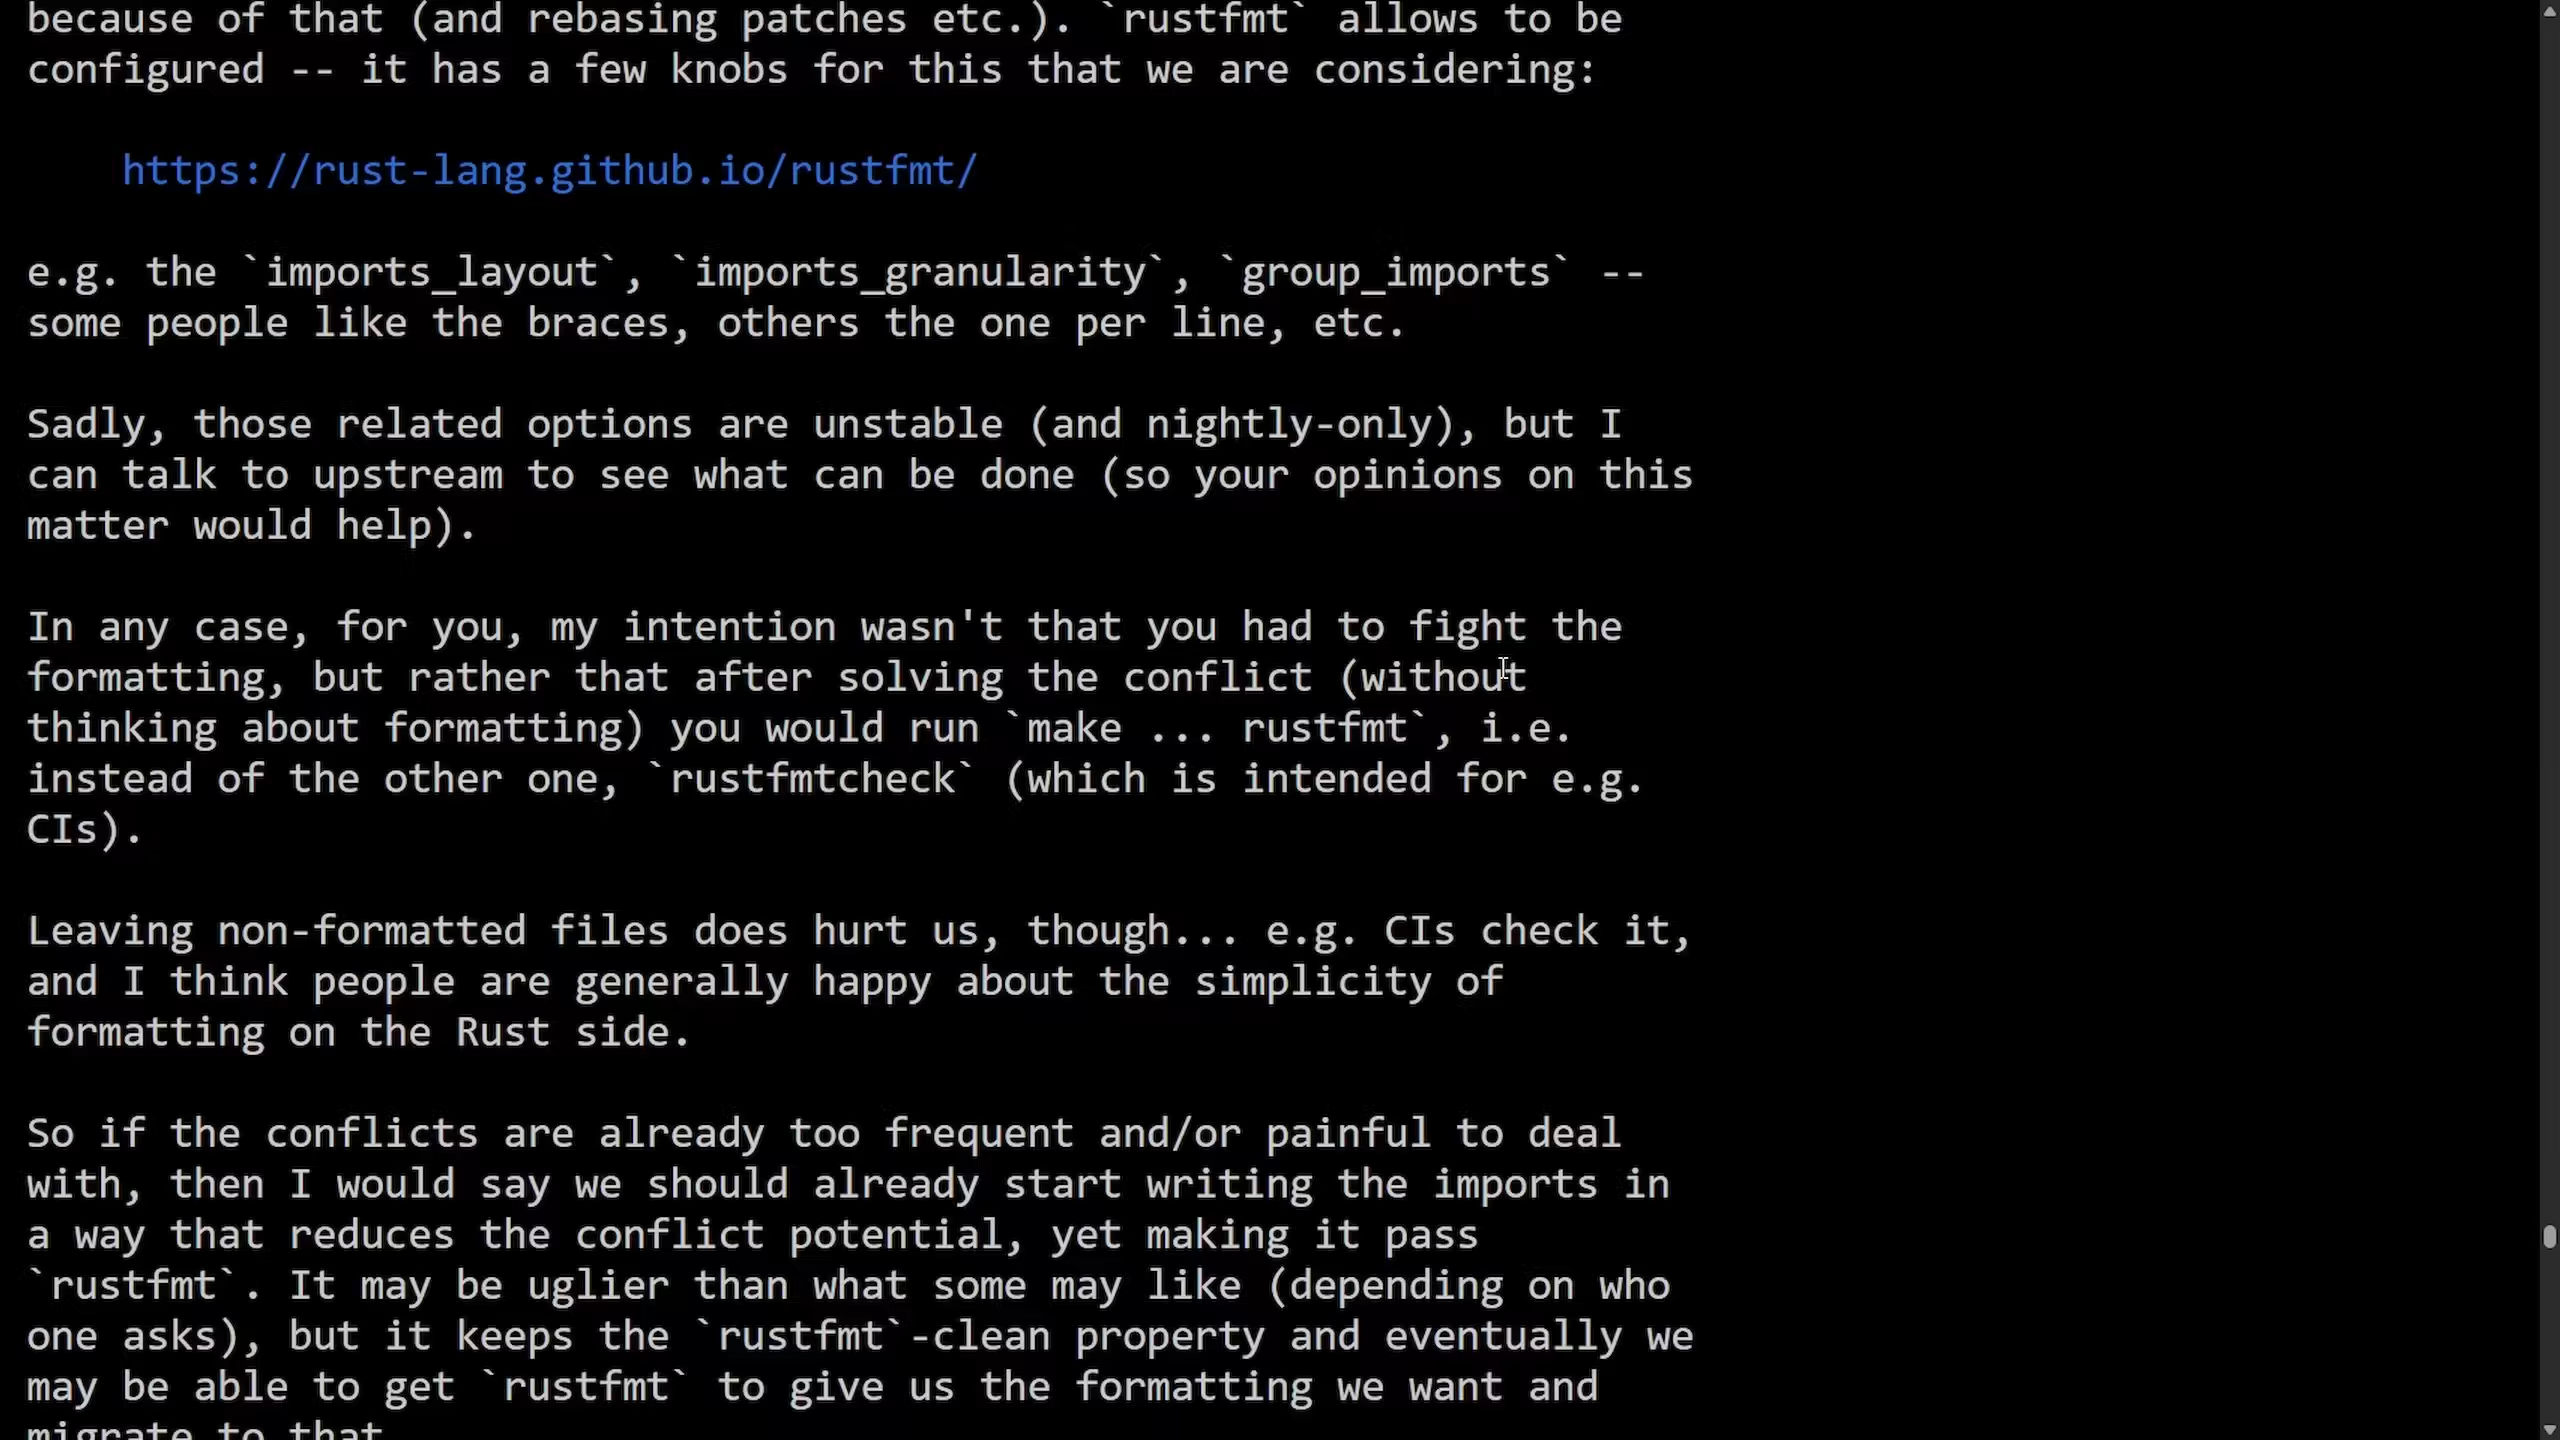 because of that (and rebasing patches etc.). `rustfmt` allows to be
configured -- it has a few knobs for this that we are considering:
https://rust-lang.github.io/rustfmt/
e.g. the `imports_layout`, `imports_granularity`, `group_imports` --
some people like the braces, others the one per line, etc.
Sadly, those related options are unstable (and nightly-only), but I
can talk to upstream to see what can be done (so your opinions on this
matter would help).
In any case, for you, my intention wasn't that you had to fight the
formatting, but rather that after solving the conflict (without
thinking about formatting) you would run `make ... rustfmt`, i.e.
instead of the other one, `rustfmtcheck` (which is intended for e.g.
CIs).
Leaving non-formatted files does hurt us, though... e.g. CIs check it,
and I think people are generally happy about the simplicity of
formatting on the Rust side.
So if the conflicts are already too frequent and/or painful to deal
with, then I would say we should already start writing the imports in
a way that reduces the conflict potential, yet making it pass
`rustfmt`. It may be uglier than what some may like (depending on who
one asks), but it keeps the `rustfmt`-clean property and eventually we
may be able to get `rustfmt` to give us the formatting we want and
migrate to that